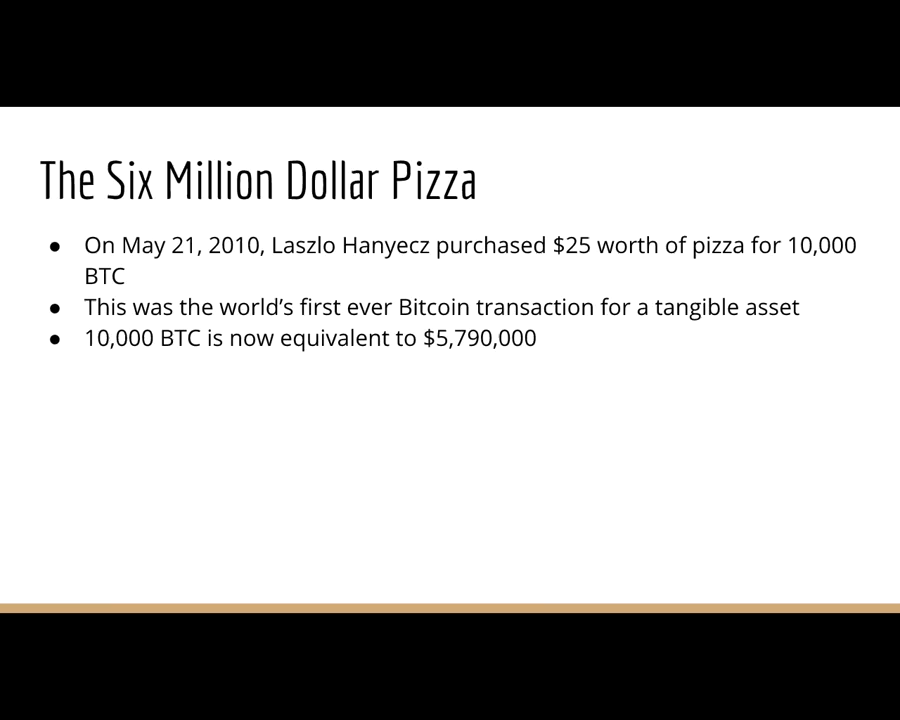 The Six Million Dollar Pizza
● On May 21, 2010, Laszlo Hanyecz purchased $25 worth of pizza for 10,000
BTC
● This was the world’s first ever Bitcoin transaction for a tangible asset
● 10,000 BTC is now equivalent to $5,790,000